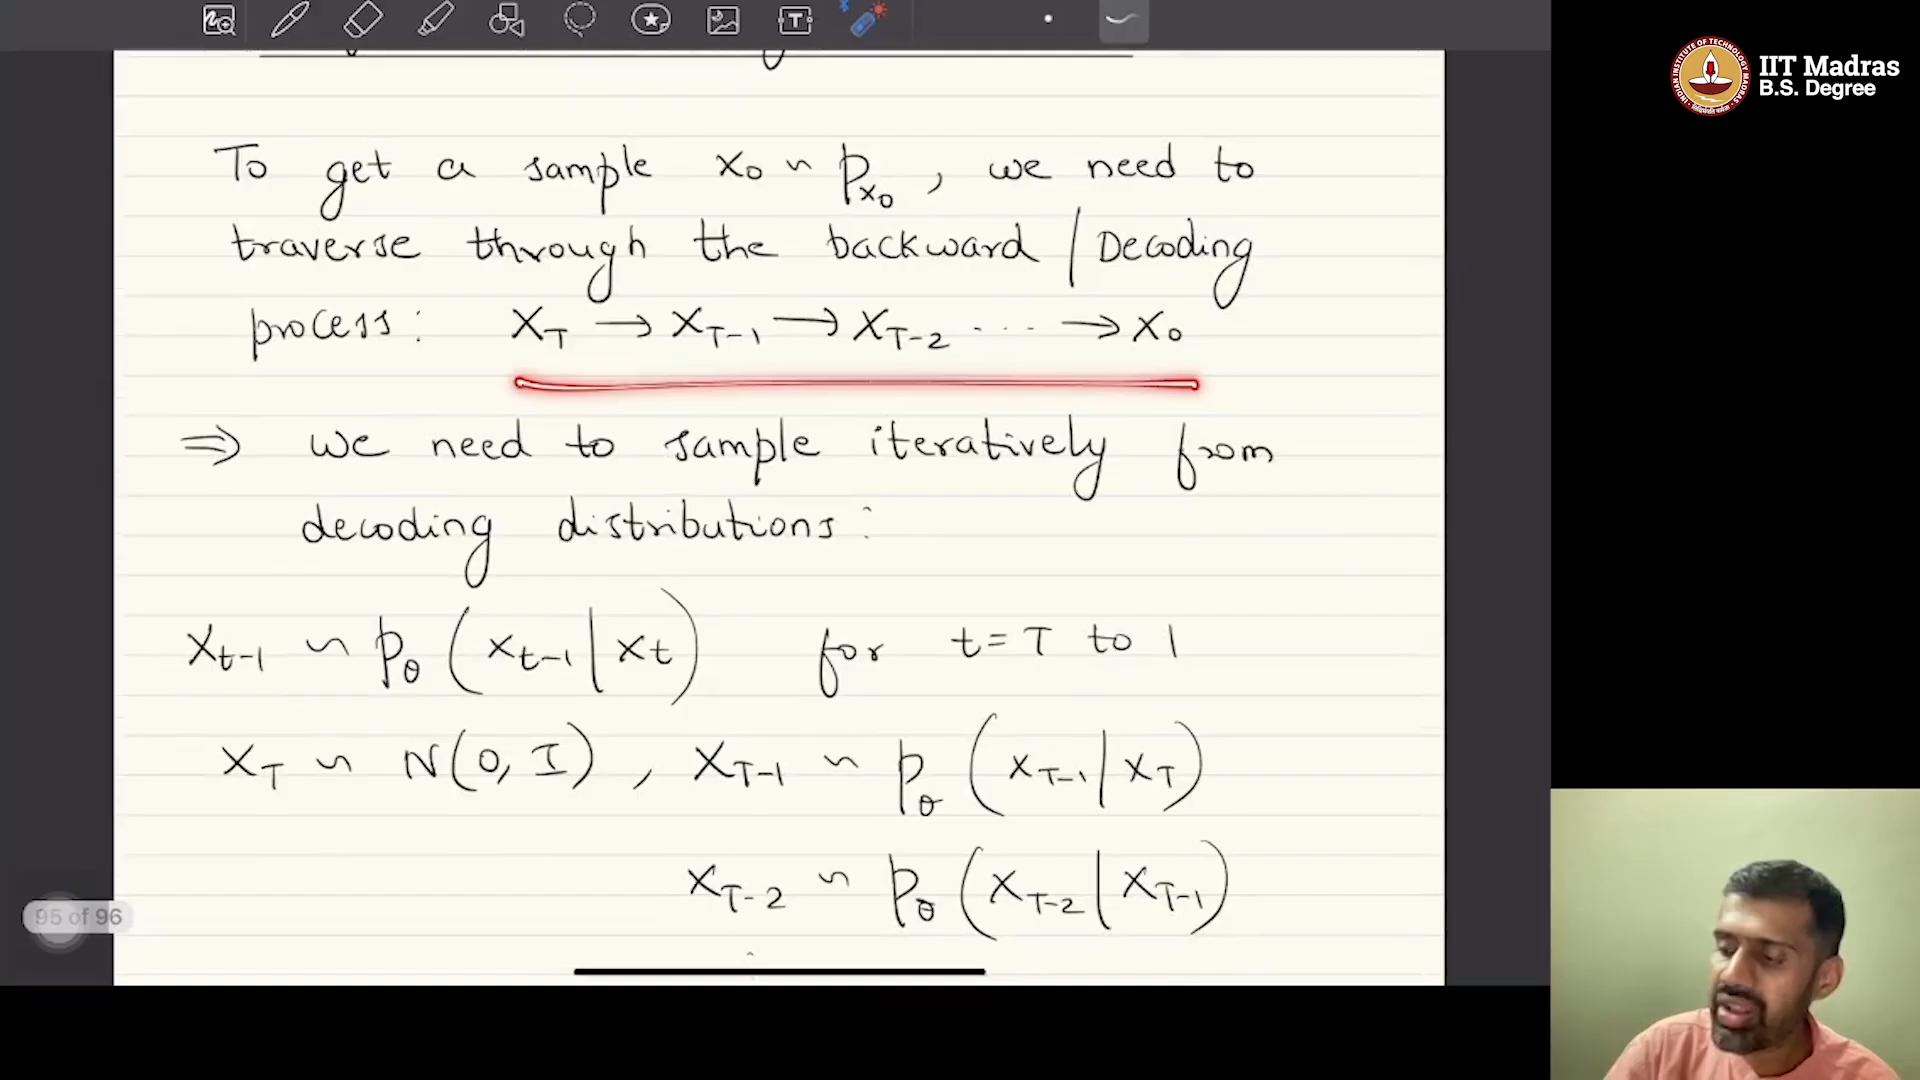 IIT Madras
B.S. Degree
To get a sample x₀ ~ p_{x₀}, we need to
traverse through the backward / Decoding
process: X_T → X_{T-1} → X_{T-2} ... → X₀
⇒ we need to sample iteratively from
decoding distributions:
X_{t-1} ~ p_θ (x_{t-1} | x_t) for t = T to 1
X_T ~ N(0, I), X_{T-1} ~ p_θ (x_{T-1} | x_T)
X_{T-2} ~ p_θ (x_{T-2} | x_{T-1})
95 of 96